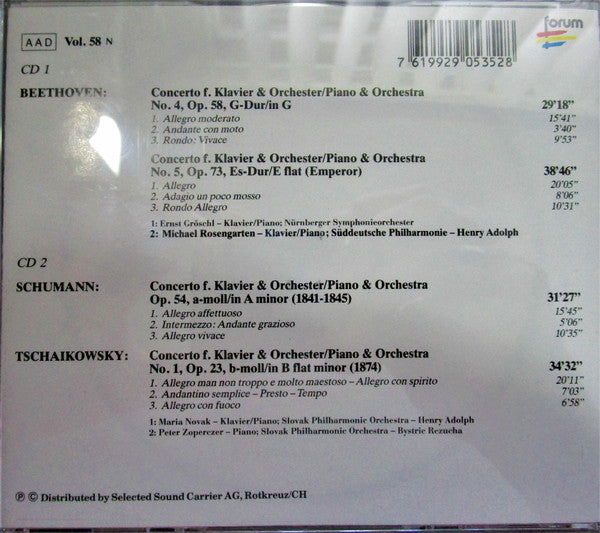 AAD Vol. 58 N
forum
7 619929 053528
CD 1
BEETHOVEN: Concerto f. Klavier & Orchester/Piano & Orchestra
No. 4, Op. 58, G-Dur/in G 29'18"
1. Allegro moderato 15'41"
2. Andante con moto 3'40"
3. Rondo: Vivace 9'53"
Concerto f. Klavier & Orchester/Piano & Orchestra
No. 5, Op. 73, Es-Dur/E flat (Emperor) 38'46"
1. Allegro 20'05"
2. Adagio un poco mosso 8'06"
3. Rondo Allegro 10'31"
1: Ernst Gröschl – Klavier/Piano; Nürnberger Symphonieorchester
2: Michael Rosengarten – Klavier/Piano; Süddeutsche Philharmonie – Henry Adolph
CD 2
SCHUMANN: Concerto f. Klavier & Orchester/Piano & Orchestra
Op. 54, a-moll/in A minor (1841-1845) 31'27"
1. Allegro affettuoso 15'45"
2. Intermezzo: Andante grazioso 5'06"
3. Allegro vivace 10'35"
TSCHAIKOWSKY: Concerto f. Klavier & Orchester/Piano & Orchestra
No. 1, Op. 23, b-moll/in B flat minor (1874) 34'32"
1. Allegro man non troppo e molto maestoso – Allegro con spirito 20'11"
2. Andantino semplice – Presto – Tempo 7'03"
3. Allegro con fuoco 6'58"
1: Maria Novak – Klavier/Piano; Slovak Philharmonic Orchestra – Henry Adolph
2: Peter Zoperczer – Piano; Slovak Philharmonic Orchestra – Bystric Rezucha
Ⓟ © Distributed by Selected Sound Carrier AG, Rotkreuz/CH